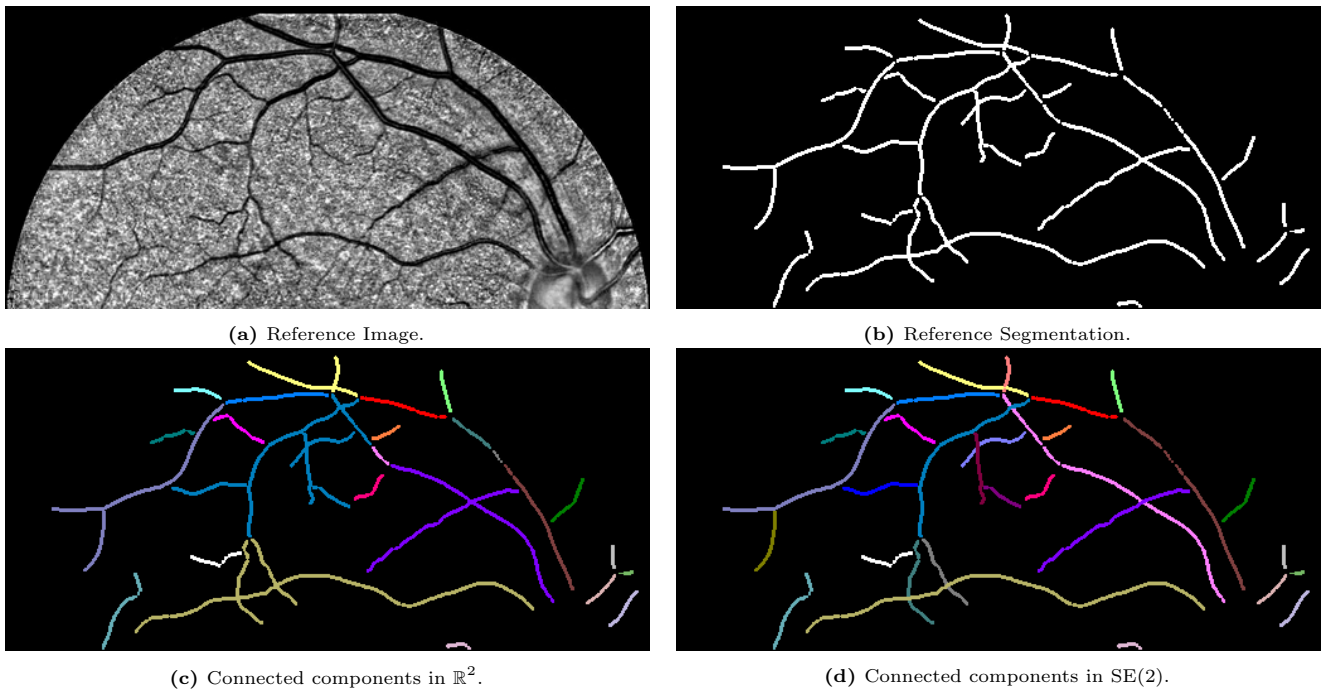 (a) Reference Image.
(b) Reference Segmentation.
(c) Connected components in ℝ².
(d) Connected components in SE(2).